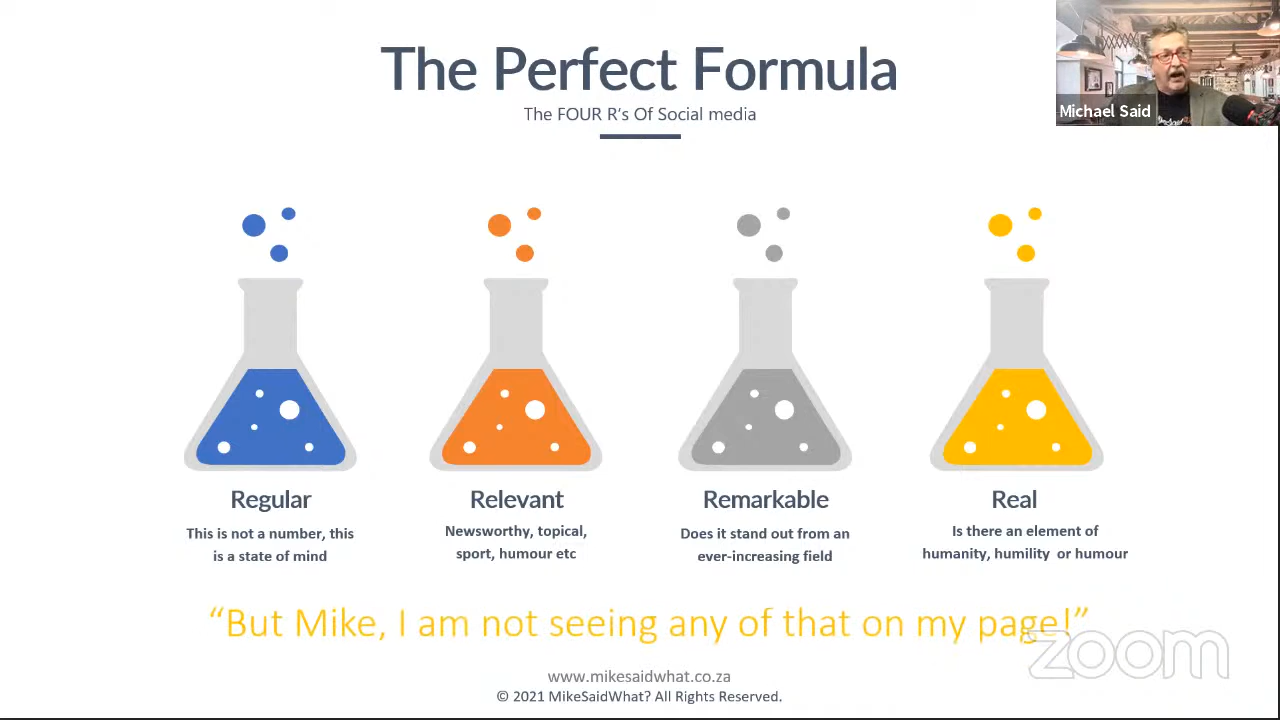 The Perfect Formula
The FOUR R's Of Social media
Michael Said
Regular
This is not a number, this
is a state of mind
Relevant
Newsworthy, topical,
sport, humour etc
Remarkable
Does it stand out from an
ever-increasing field
Real
Is there an element of
humanity, humility or humour
“But Mike, I am not seeing any of that on my page!”
zoom
www.mikesaidwhat.co.za
© 2021 MikeSaidWhat? All Rights Reserved.